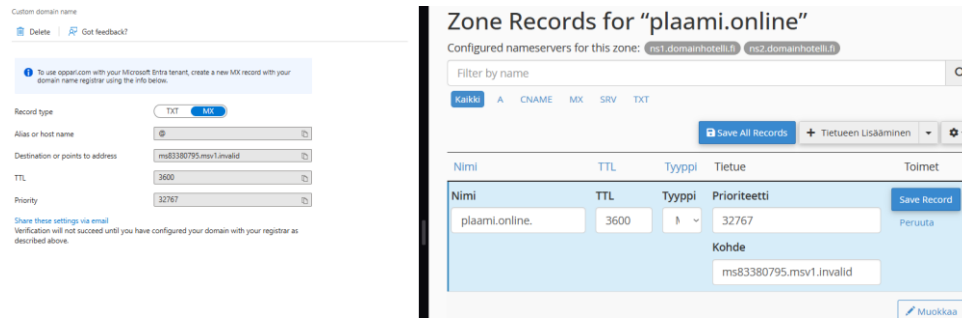 Custom domain name
Delete
Got feedback?
To use oppari.com with your Microsoft Entra tenant, create a new MX record with your
domain name registrar using the info below.
Record type
TXT
MX
Alias or host name
@
Destination or points to address
ms83380795.msv1.invalid
TTL
3600
Priority
32767
Share these settings via email
Verification will not succeed until you have configured your domain with your registrar as
described above.
Zone Records for “plaami.online”
Configured nameservers for this zone: ns1.domainhotelli.fi ns2.domainhotelli.fi
Filter by name
Kaikki A CNAME MX SRV TXT
Save All Records
Tietueen Lisääminen
Nimi TTL Tyyppi Tietue Toimet
Nimi TTL Tyyppi Prioriteetti
Save Record
plaami.online. 3600 32767
Peruuta
Kohde
ms83380795.msv1.invalid
Muokkaa